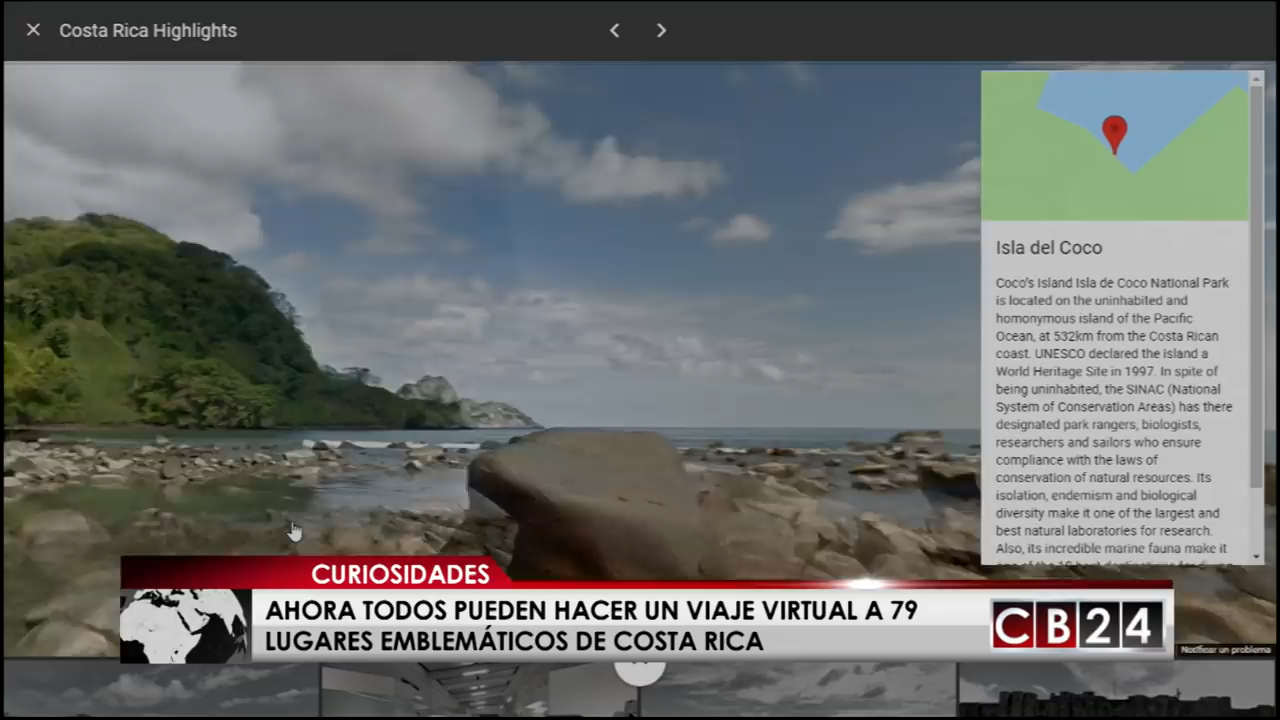 Costa Rica Highlights
Isla del Coco
Coco's Island Isla de Coco National Park
is located on the uninhabited and
homonymous island of the Pacific
Ocean, at 532km from the Costa Rican
coast. UNESCO declared the island a
World Heritage Site in 1997. In spite of
being uninhabited, the SINAC (National
System of Conservation Areas) has there
designated park rangers, biologists,
researchers and sailors who ensure
compliance with the laws of
conservation of natural resources. Its
isolation, endemism and biological
diversity make it one of the largest and
best natural laboratories for research.
Also, its incredible marine fauna make it
CURIOSIDADES
AHORA TODOS PUEDEN HACER UN VIAJE VIRTUAL A 79
LUGARES EMBLEMÁTICOS DE COSTA RICA
CB24
Notificar un problema